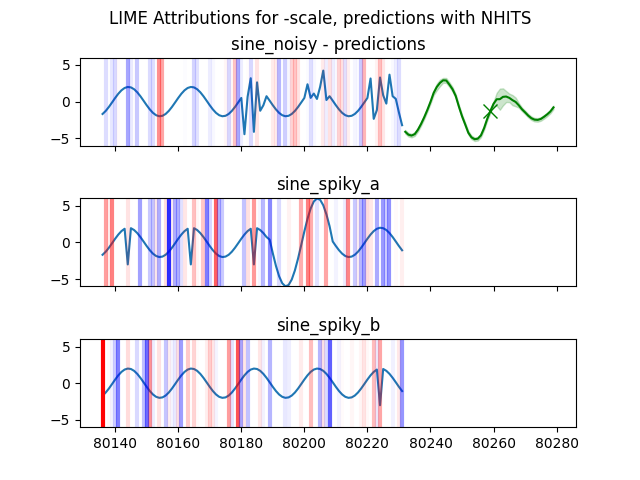 LIME Attributions for -scale, predictions with NHITS
sine_noisy - predictions
5
0
−5
sine_spiky_a
5
0
−5
sine_spiky_b
5
0
−5
80140 80160 80180 80200 80220 80240 80260 80280